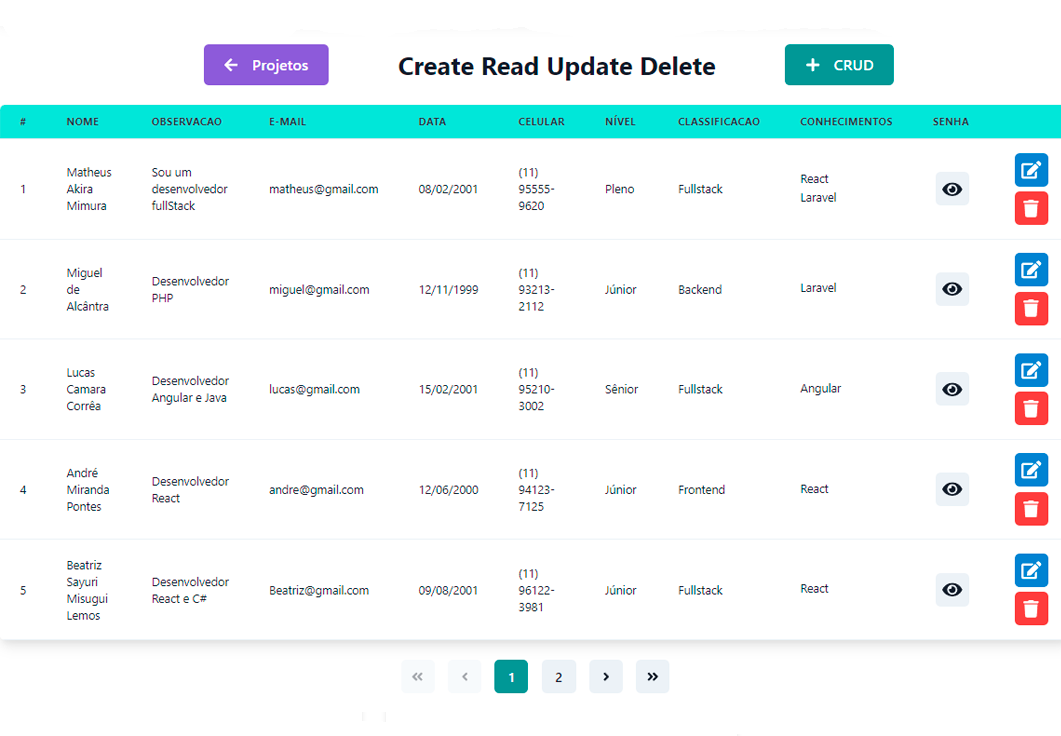 Projetos
Create Read Update Delete
CRUD
# NOME OBSERVACAO E-MAIL DATA CELULAR NÍVEL CLASSIFICACAO CONHECIMENTOS SENHA
1 Matheus Akira Mimura Sou um desenvolvedor fullStack matheus@gmail.com 08/02/2001 (11) 95555-9620 Pleno Fullstack React Laravel
2 Miguel de Alcântra Desenvolvedor PHP miguel@gmail.com 12/11/1999 (11) 93213-2112 Júnior Backend Laravel
3 Lucas Camara Corrêa Desenvolvedor Angular e Java lucas@gmail.com 15/02/2001 (11) 95210-3002 Sênior Fullstack Angular
4 André Miranda Pontes Desenvolvedor React andre@gmail.com 12/06/2000 (11) 94123-7125 Júnior Frontend React
5 Beatriz Sayuri Misugui Lemos Desenvolvedor React e C# Beatriz@gmail.com 09/08/2001 (11) 96122-3981 Júnior Fullstack React
1 2